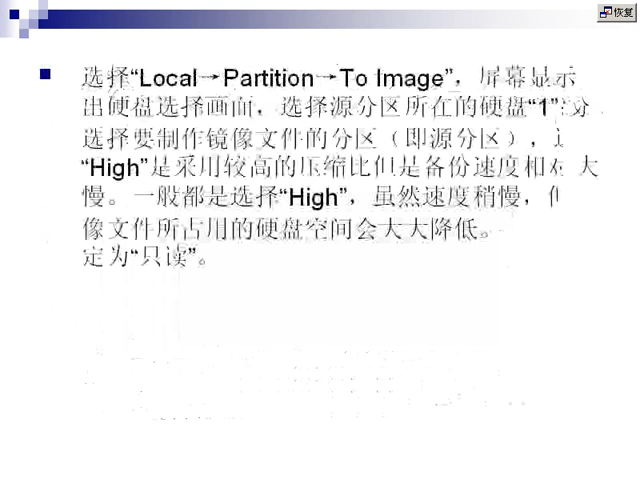 恢复
选择“Local→Partition→To Image”，屏幕显示
出硬盘选择画面，选择源分区所在的硬盘“1”
选择要制作镜像文件的分区（即源分区），
“High”是采用较高的压缩比但是备份速度相对 大
慢。一般都是选择“High”，虽然速度稍慢，但
像文件所占用的硬盘空间会大大降低。
定为“只读”。